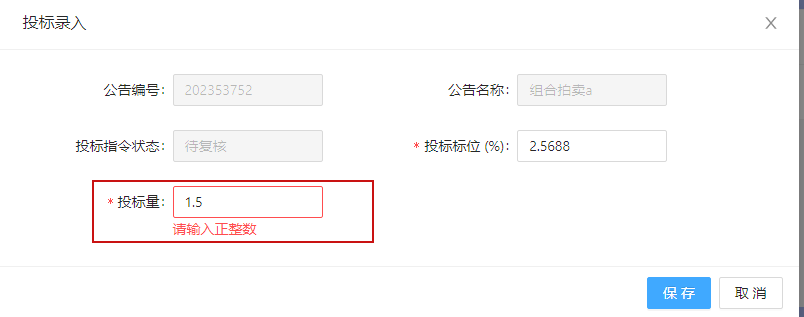 投标录入
公告编号: 202353752 公告名称: 组合拍卖a
投标指令状态: 待复核 * 投标标位 (%): 2.5688
* 投标量: 1.5
请输入正整数
保 存 取 消